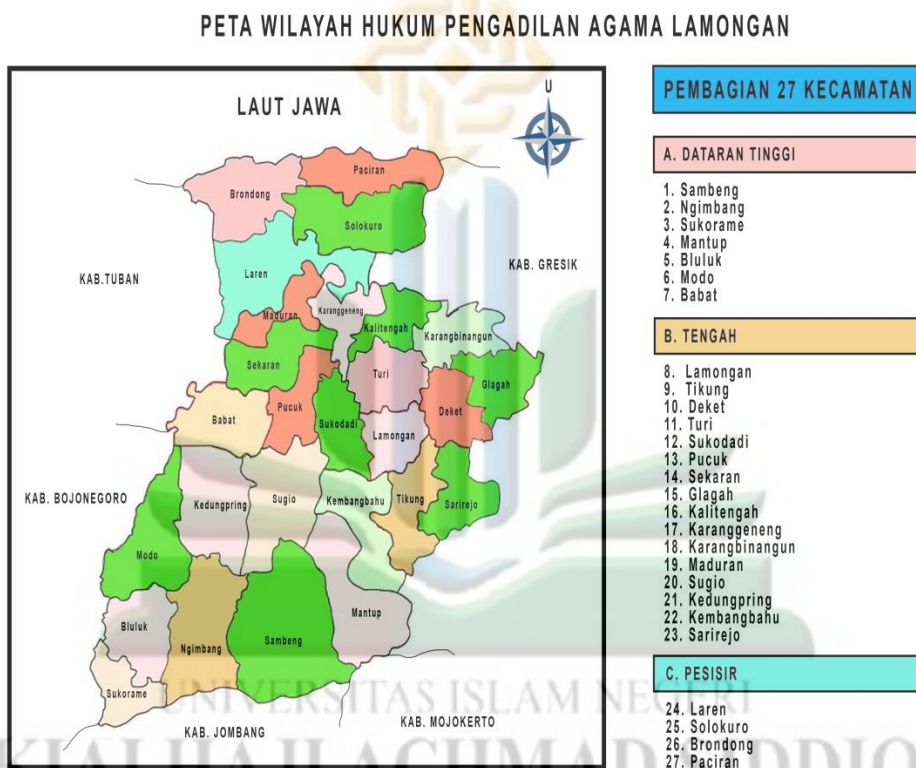 PETA WILAYAH HUKUM PENGADILAN AGAMA LAMONGAN
LAUT JAWA
U
Paciran
Brondong
Solokuro
KAB.TUBAN
Laren
KAB. GRESIK
Maduran
Karanggeneng
Kalitengah
Karangbinangun
Sekaran
Turi
Glagah
Babat
Pucuk
Sukodadi
Deket
Lamongan
KAB. BOJONEGORO
Kedungpring
Sugio
Kembangbahu
Tikung
Sarirejo
Modo
Mantup
Bluluk
Ngimbang
Sambeng
Sukorame
KAB. JOMBANG
KAB. MOJOKERTO
PEMBAGIAN 27 KECAMATAN
A. DATARAN TINGGI
1. Sambeng
2. Ngimbang
3. Sukorame
4. Mantup
5. Bluluk
6. Modo
7. Babat
B. TENGAH
8. Lamongan
9. Tikung
10. Deket
11. Turi
12. Sukodadi
13. Pucuk
14. Sekaran
15. Glagah
16. Kalitengah
17. Karanggeneng
18. Karangbinangun
19. Maduran
20. Sugio
21. Kedungpring
22. Kembangbahu
23. Sarirejo
C. PESISIR
24. Laren
25. Solokuro
26. Brondong
27. Paciran
UNIVERSITAS ISLAM NEGERI
KIAI HAJI ACHMAD SIDDIQ